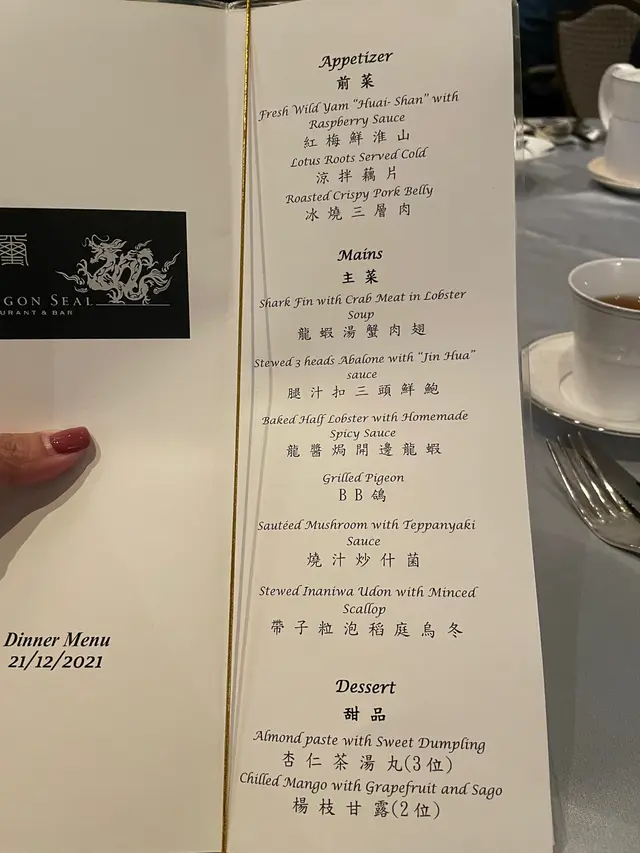 GON SEAL
URANT & BAR
Dinner Menu
21/12/2021
Appetizer
前菜
Fresh Wild Yam "Huai- Shan" with
Raspberry Sauce
紅梅鮮淮山
Lotus Roots Served Cold
涼拌藕片
Roasted Crispy Pork Belly
冰燒三層肉
Mains
主菜
Shark Fin with Crab Meat in Lobster
Soup
龍蝦湯蟹肉翅
Stewed 3 heads Abalone with "Jin Hua"
sauce
腿汁扣三頭鮮鮑
Baked Half Lobster with Homemade
Spicy Sauce
龍醬焗開邊龍蝦
Grilled Pigeon
BB鴿
Sautéed Mushroom with Teppanyaki
Sauce
燒汁炒什菌
Stewed Inaniwa Udon with Minced
Scallop
帶子粒泡稻庭烏冬
Dessert
甜品
Almond paste with Sweet Dumpling
杏仁茶湯丸(3位)
Chilled Mango with Grapefruit and Sago
楊枝甘露(2位)